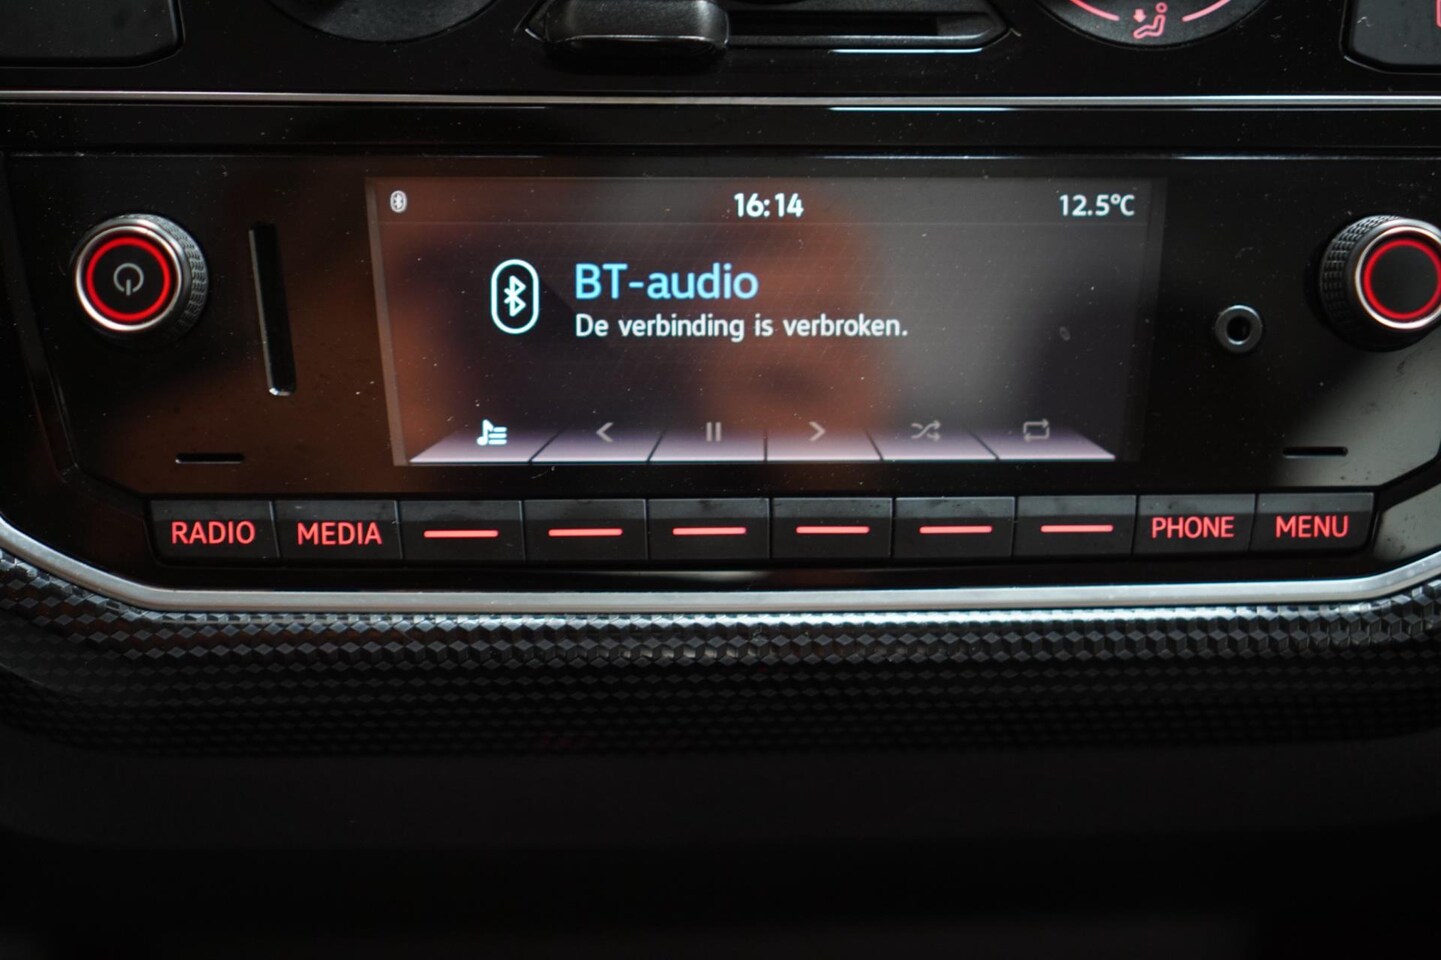 16:14
12.5°C
BT-audio
De verbinding is verbroken.
RADIO
MEDIA
PHONE
MENU